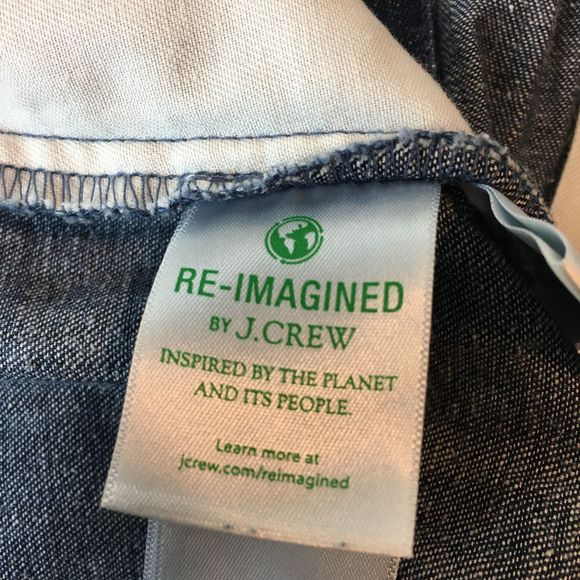 RE-IMAGINED
BY J.CREW
INSPIRED BY THE PLANET
AND ITS PEOPLE.
Learn more at
jcrew.com/reimagined